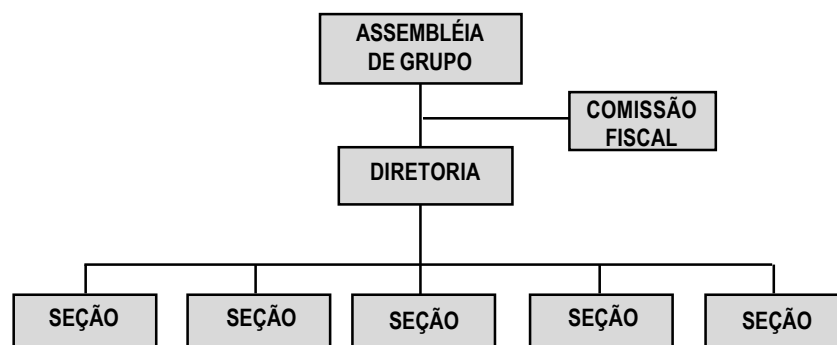 ASSEMBLÉIA
DE GRUPO
COMISSÃO
FISCAL
DIRETORIA
SEÇÃO
SEÇÃO
SEÇÃO
SEÇÃO
SEÇÃO